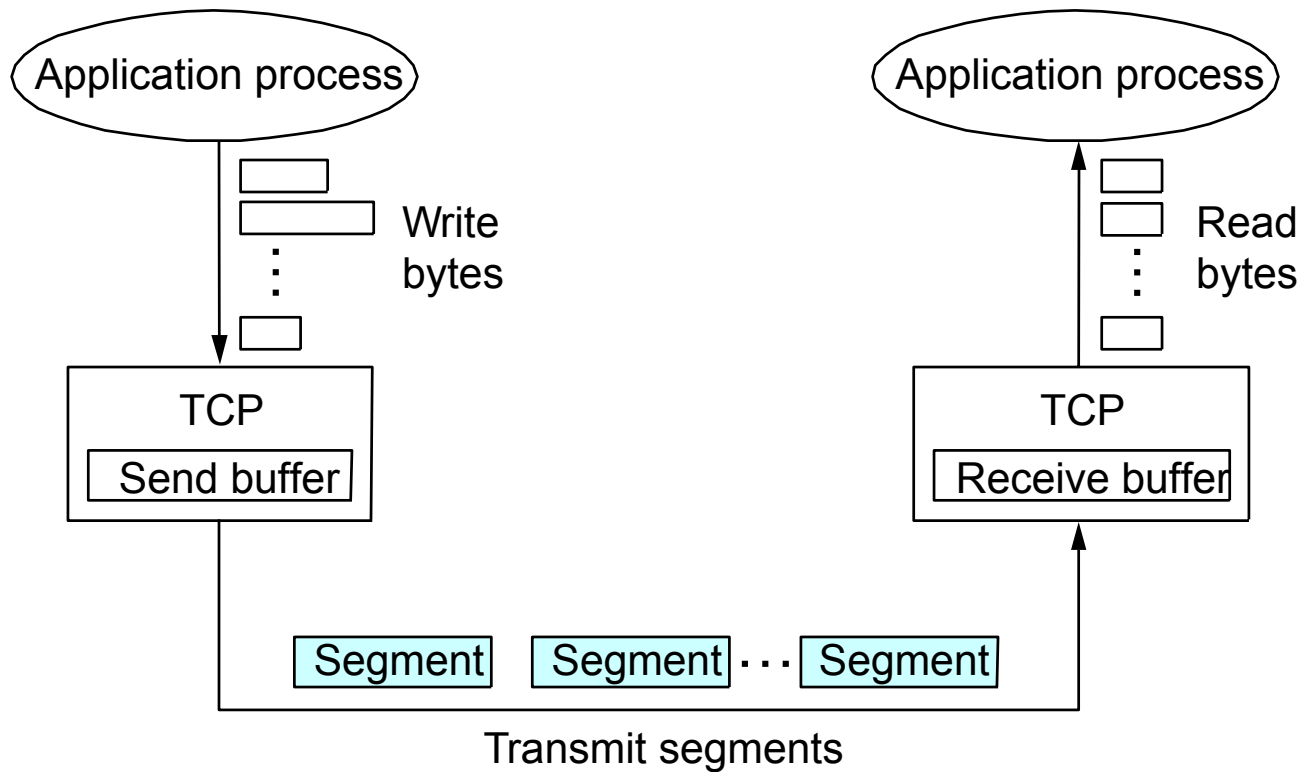 Application process
Application process
Write
bytes
Read
bytes
TCP
Send buffer
TCP
Receive buffer
Segment
Segment
. . .
Segment
Transmit segments